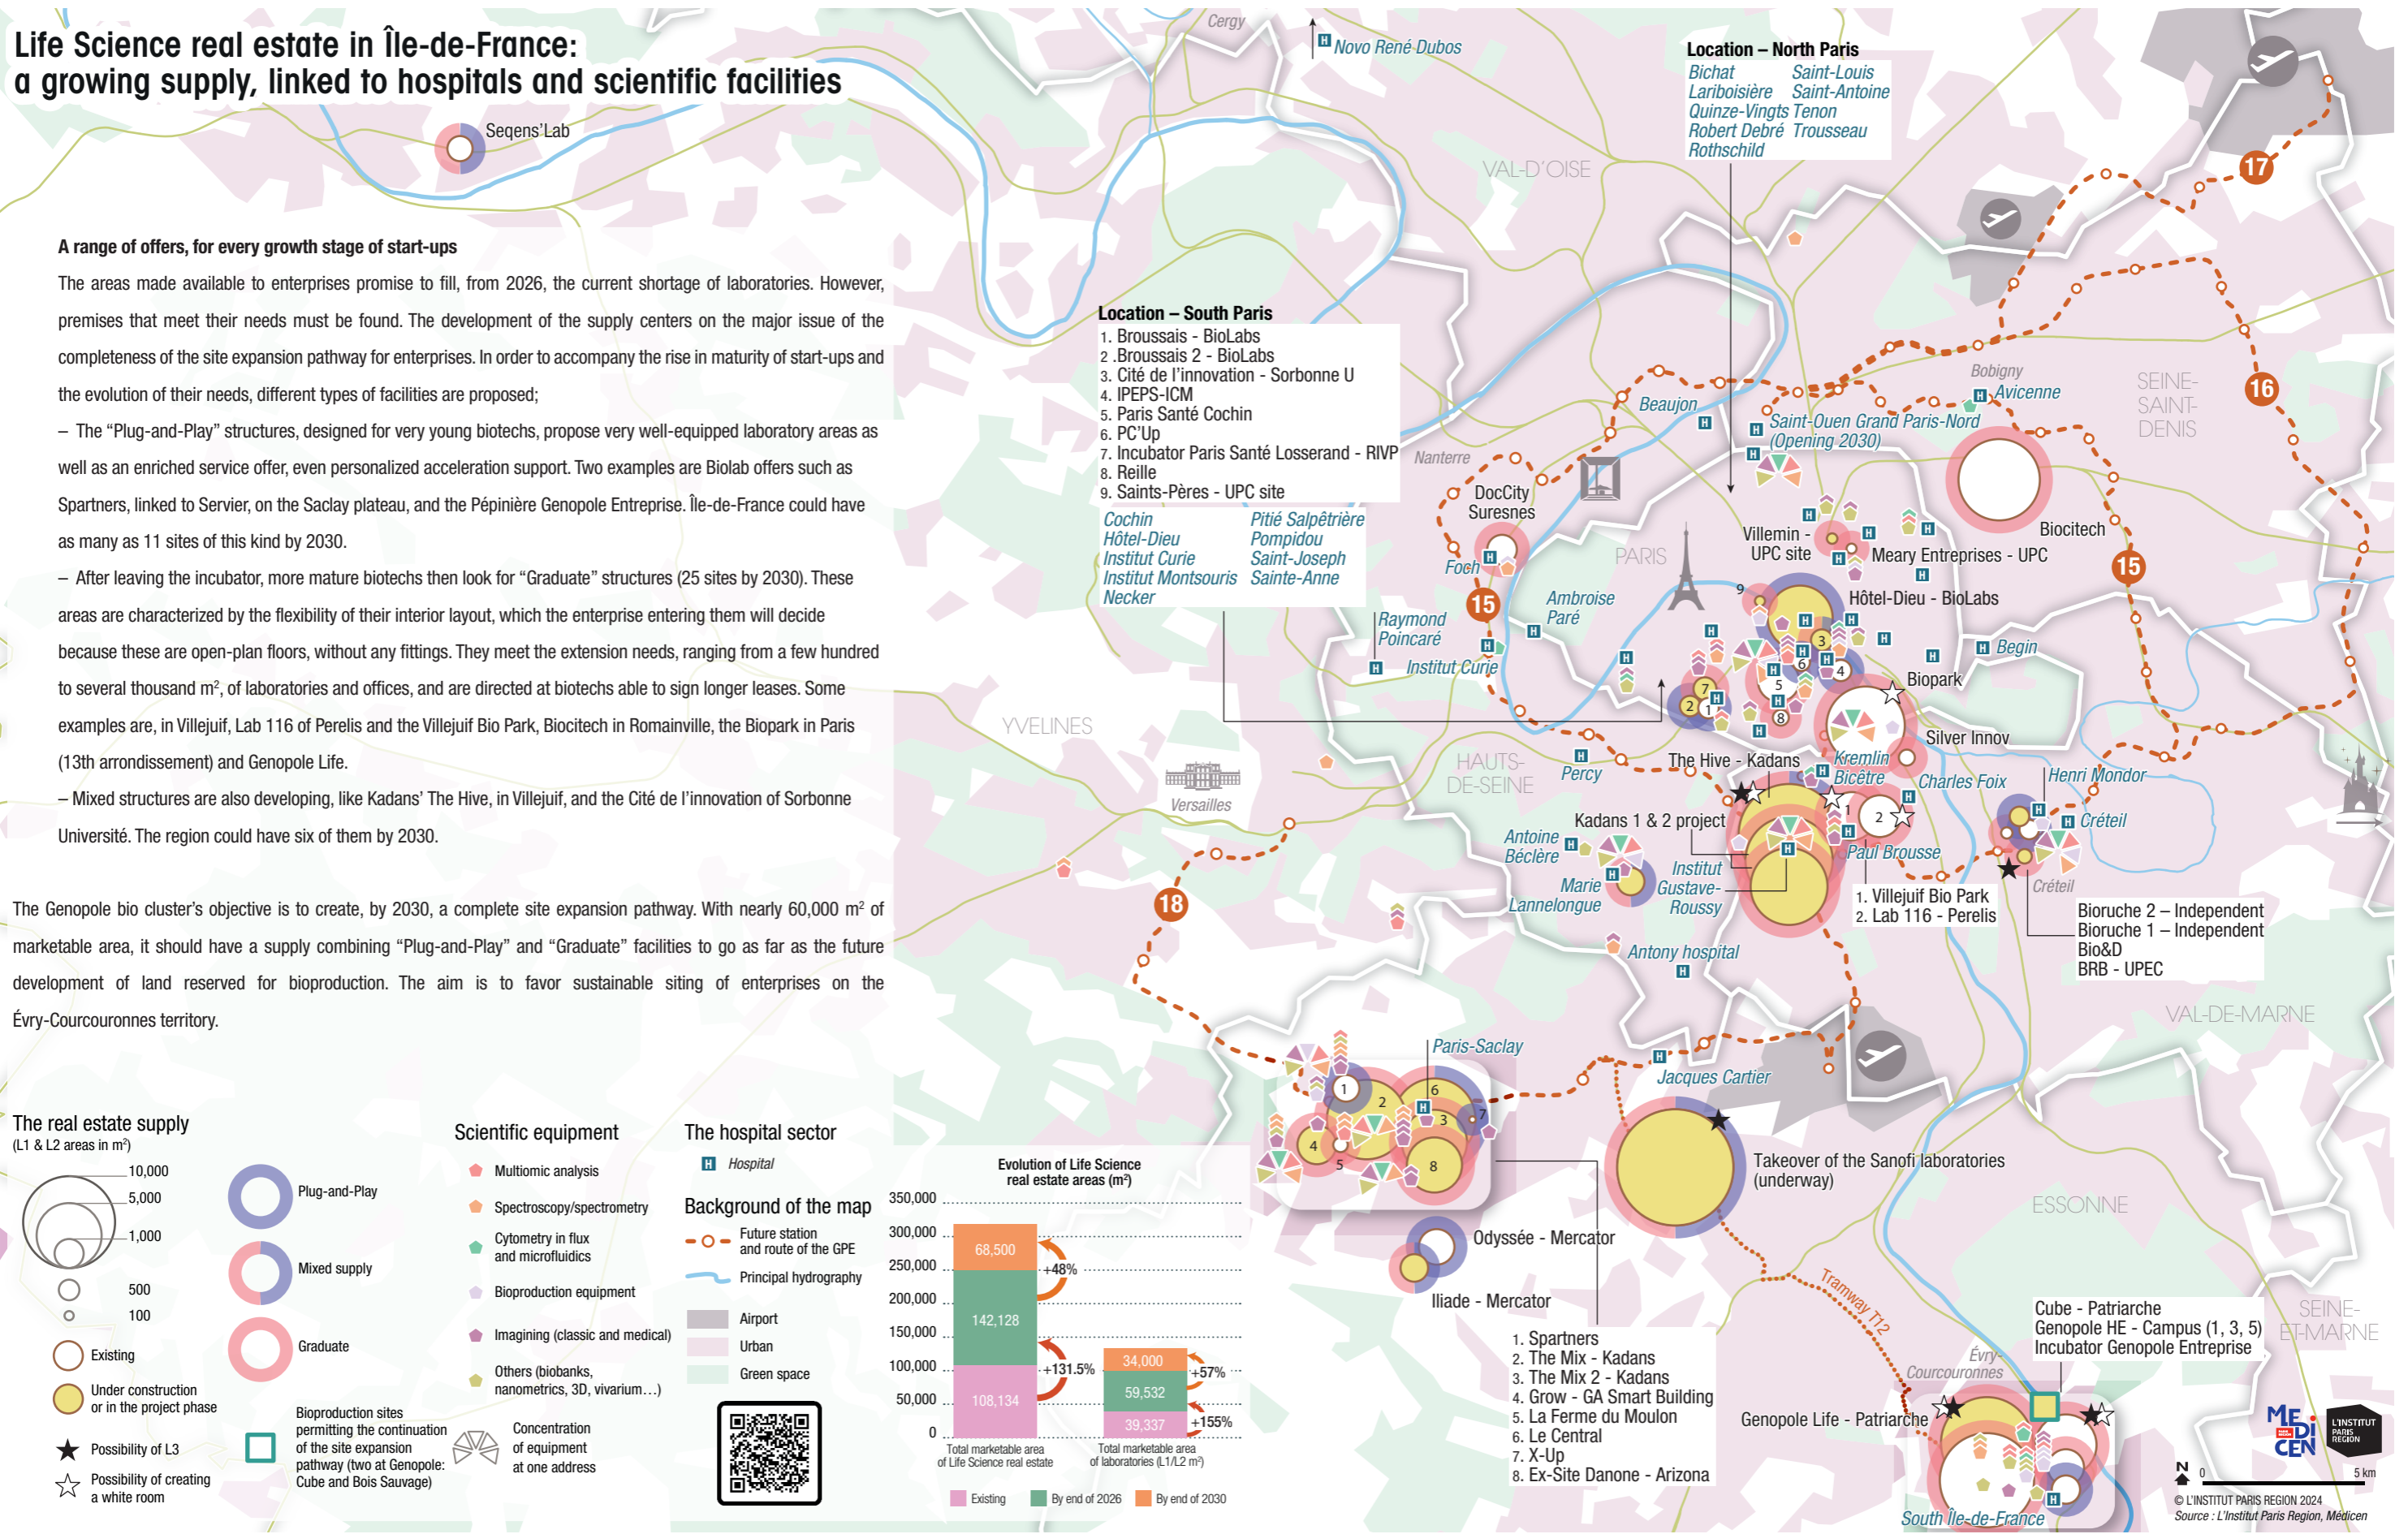 Life Science real estate in Île-de-France:
a growing supply, linked to hospitals and scientific facilities
Seqens'Lab
A range of offers, for every growth stage of start-ups
The areas made available to enterprises promise to fill, from 2026, the current shortage of laboratories. However,
premises that meet their needs must be found. The development of the supply centers on the major issue of the
completeness of the site expansion pathway for enterprises. In order to accompany the rise in maturity of start-ups and
the evolution of their needs, different types of facilities are proposed;
– The “Plug-and-Play” structures, designed for very young biotechs, propose very well-equipped laboratory areas as
well as an enriched service offer, even personalized acceleration support. Two examples are Biolab offers such as
Spartners, linked to Servier, on the Saclay plateau, and the Pépinière Genopole Entreprise. Île-de-France could have
as many as 11 sites of this kind by 2030.
– After leaving the incubator, more mature biotechs then look for “Graduate” structures (25 sites by 2030). These
areas are characterized by the flexibility of their interior layout, which the enterprise entering them will decide
because these are open-plan floors, without any fittings. They meet the extension needs, ranging from a few hundred
to several thousand m², of laboratories and offices, and are directed at biotechs able to sign longer leases. Some
examples are, in Villejuif, Lab 116 of Perelis and the Villejuif Bio Park, Biocitech in Romainville, the Biopark in Paris
(13th arrondissement) and Genopole Life.
– Mixed structures are also developing, like Kadans’ The Hive, in Villejuif, and the Cité de l’innovation of Sorbonne
Université. The region could have six of them by 2030.
The Genopole bio cluster’s objective is to create, by 2030, a complete site expansion pathway. With nearly 60,000 m² of
marketable area, it should have a supply combining “Plug-and-Play” and “Graduate” facilities to go as far as the future
development of land reserved for bioproduction. The aim is to favor sustainable siting of enterprises on the
Évry-Courcouronnes territory.
The real estate supply
(L1 & L2 areas in m²)
10,000
5,000
1,000
500
100
Existing
Under construction
or in the project phase
Possibility of L3
Possibility of creating
a white room
Plug-and-Play
Mixed supply
Graduate
Bioproduction sites
permitting the continuation
of the site expansion
pathway (two at Genopole:
Cube and Bois Sauvage)
Scientific equipment
Multiomic analysis
Spectroscopy/spectrometry
Cytometry in flux
and microfluidics
Bioproduction equipment
Imagining (classic and medical)
Others (biobanks,
nanometrics, 3D, vivarium…)
Concentration
of equipment
at one address
The hospital sector
H Hospital
Background of the map
Future station
and route of the GPE
Principal hydrography
Airport
Urban
Green space
Evolution of Life Science
real estate areas (m²)
350,000
300,000
250,000
200,000
150,000
100,000
50,000
0
68,500
142,128
108,134
+48%
+131.5%
34,000
59,532
39,337
+57%
+155%
Total marketable area
of Life Science real estate
Total marketable area
of laboratories (L1/L2 m²)
Existing
By end of 2026
By end of 2030
Cergy
H Novo René-Dubos
VAL-D'OISE
Location – North Paris
Bichat Saint-Louis
Lariboisière Saint-Antoine
Quinze-Vingts Tenon
Robert Debré Trousseau
Rothschild
17
Location – South Paris
1. Broussais - BioLabs
2 .Broussais 2 - BioLabs
3. Cité de l’innovation - Sorbonne U
4. IPEPS-ICM
5. Paris Santé Cochin
6. PC’Up
7. Incubator Paris Santé Losserand - RIVP
8. Reille
9. Saints-Pères - UPC site
Cochin Pitié Salpêtrière
Hôtel-Dieu Pompidou
Institut Curie Saint-Joseph
Institut Montsouris Sainte-Anne
Necker
Bobigny
Avicenne
SEINE-
SAINT-
DENIS
16
Beaujon
Saint-Ouen Grand Paris-Nord
(Opening 2030)
Nanterre
DocCity
Suresnes
Foch
15
Biocitech
Villemin -
UPC site
Meary Entreprises - UPC
PARIS
15
Hôtel-Dieu - BioLabs
9
3
6
4
5
7
2
1
8
Ambroise
Paré
Raymond
Poincaré
Institut Curie
Begin
Biopark
YVELINES
Versailles
HAUTS-
DE-SEINE
Percy
Silver Innov
The Hive - Kadans
Kremlin
Bicêtre
Charles Foix
Henri Mondor
Créteil
Kadans 1 & 2 project
1
2
Antoine
Béclère
Marie
Lannelongue
Institut
Gustave-
Roussy
Paul Brousse
1. Villejuif Bio Park
2. Lab 116 - Perelis
Créteil
Bioruche 2 – Independent
Bioruche 1 – Independent
Bio&D
BRB - UPEC
18
Antony hospital
VAL-DE-MARNE
Paris-Saclay
Jacques Cartier
1
2
6
3
7
4
5
8
Takeover of the Sanofi laboratories
(underway)
ESSONNE
Odyssée - Mercator
Iliade - Mercator
Tramway T12
1. Spartners
2. The Mix - Kadans
3. The Mix 2 - Kadans
4. Grow - GA Smart Building
5. La Ferme du Moulon
6. Le Central
7. X-Up
8. Ex-Site Danone - Arizona
Cube - Patriarche
Genopole HE - Campus (1, 3, 5)
Incubator Genopole Entreprise
SEINE-
ET-MARNE
Évry-
Courcouronnes
Genopole Life - Patriarche
South Île-de-France
MEDICEN
L'INSTITUT
PARIS
REGION
N
0 5 km
© L'INSTITUT PARIS REGION 2024
Source : L'Institut Paris Region, Médicen